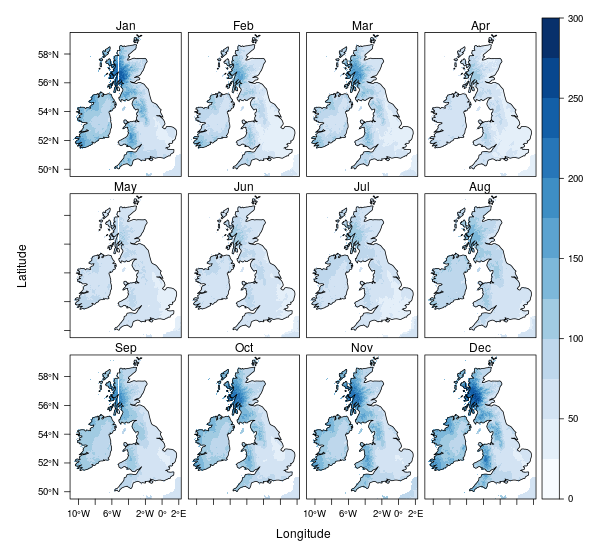 Jan Feb Mar Apr
May Jun Jul Aug
Sep Oct Nov Dec
58°N
56°N
54°N
52°N
50°N
58°N
56°N
54°N
52°N
50°N
10°W 6°W 2°W 0° 2°E
10°W 6°W 2°W 0° 2°E
Latitude
Longitude
300
250
200
150
100
50
0